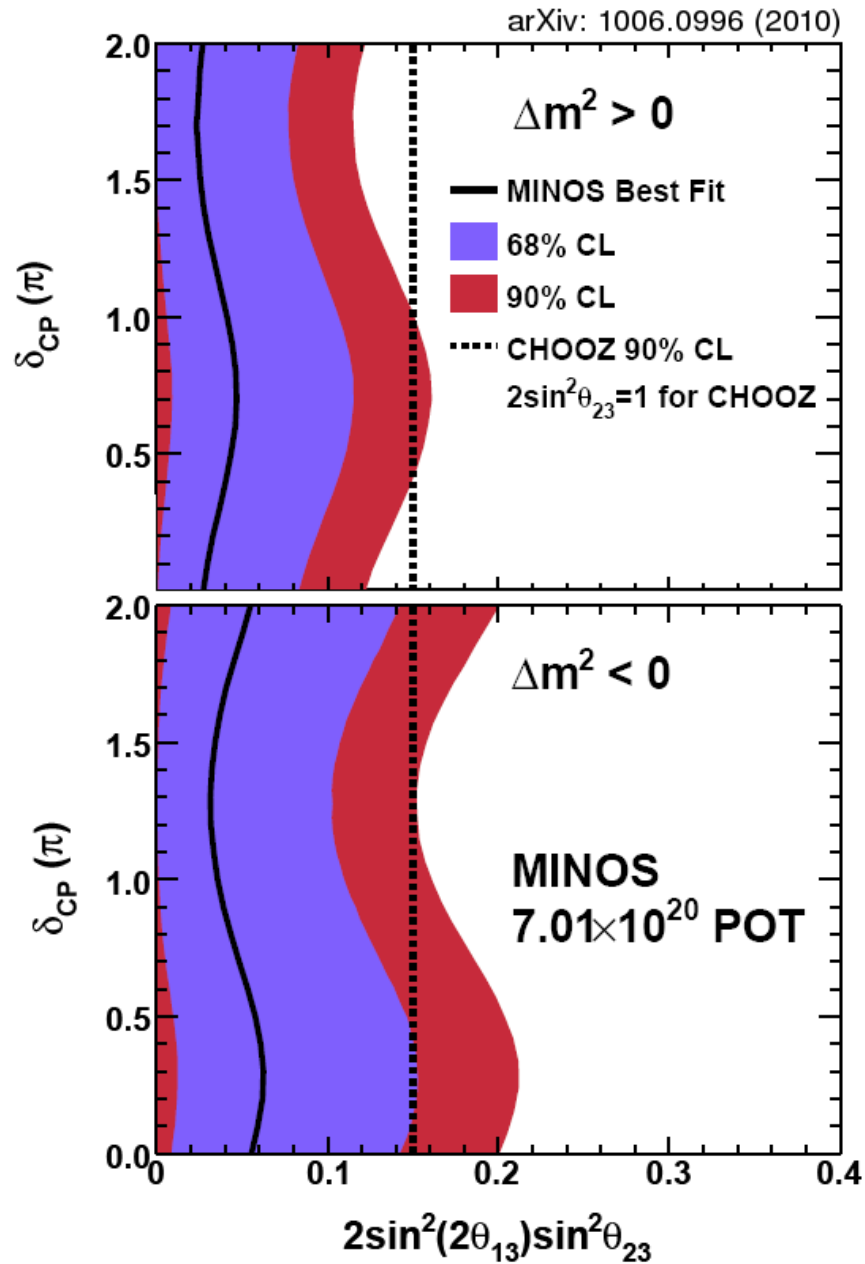 arXiv: 1006.0996 (2010)
2.0
1.5
1.0
0.5
δCP (π)
Δm² > 0
MINOS Best Fit
68% CL
90% CL
CHOOZ 90% CL
2sin²θ23=1 for CHOOZ
2.0
1.5
1.0
0.5
0.0
δCP (π)
Δm² < 0
MINOS
7.01×10²⁰ POT
0 0.1 0.2 0.3 0.4
2sin²(2θ13)sin²θ23